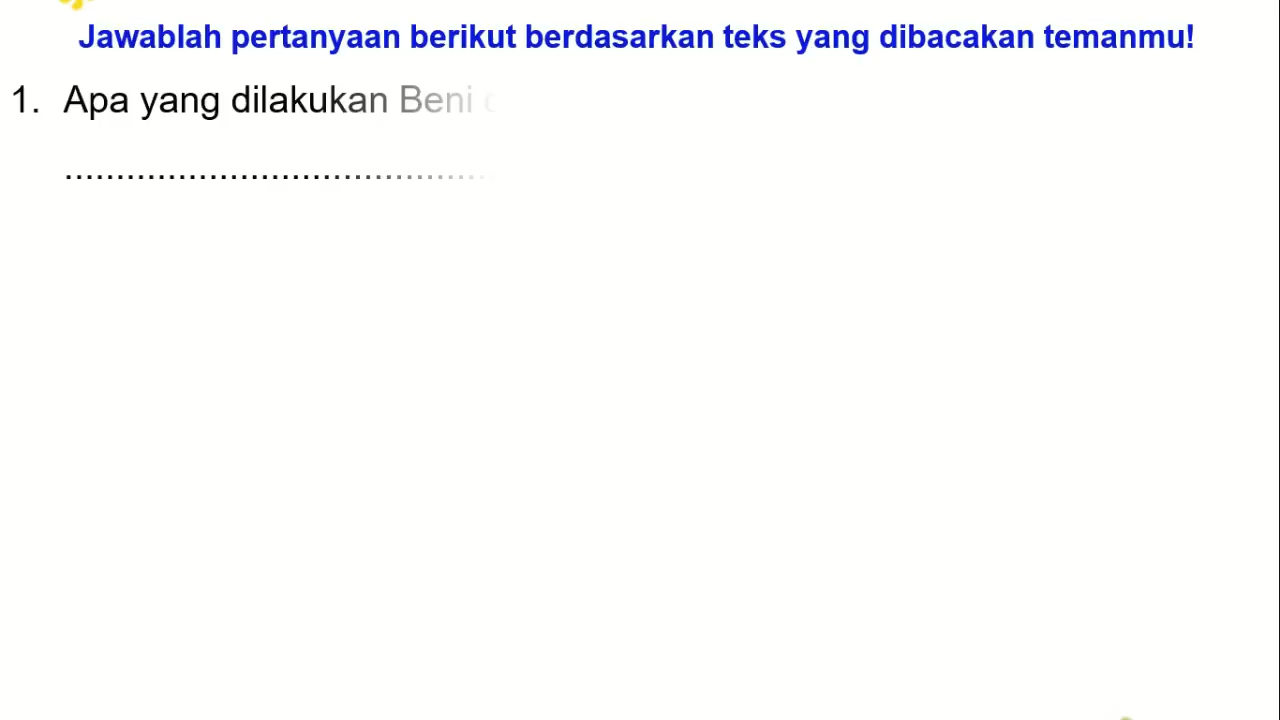 Jawablah pertanyaan berikut berdasarkan teks yang dibacakan temanmu!
1. Apa yang dilakukan Beni
.........................................